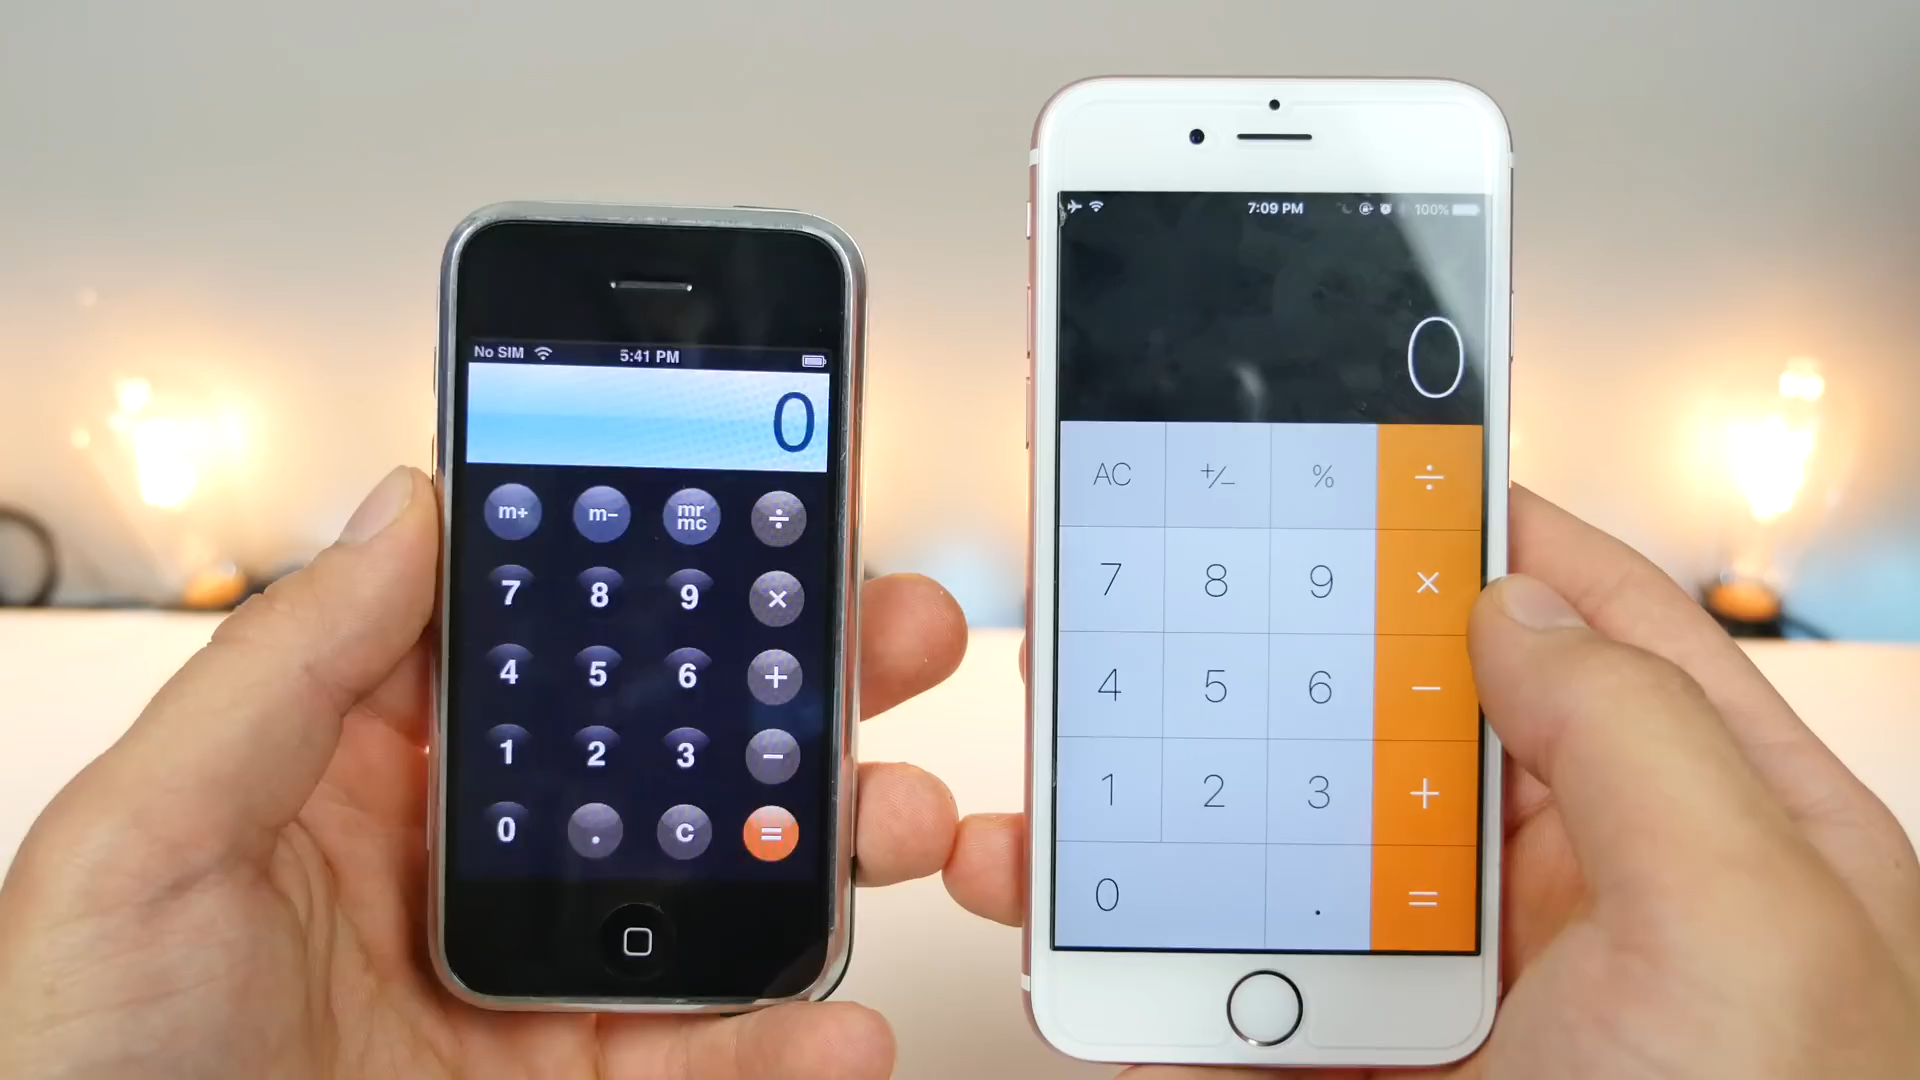 No SIM 5:41 PM
0
m+ m− mr mc ÷
7 8 9 ×
4 5 6 +
1 2 3 −
0 . c =
7:09 PM 100%
0
AC +/− % ÷
7 8 9 ×
4 5 6 −
1 2 3 +
0 . =